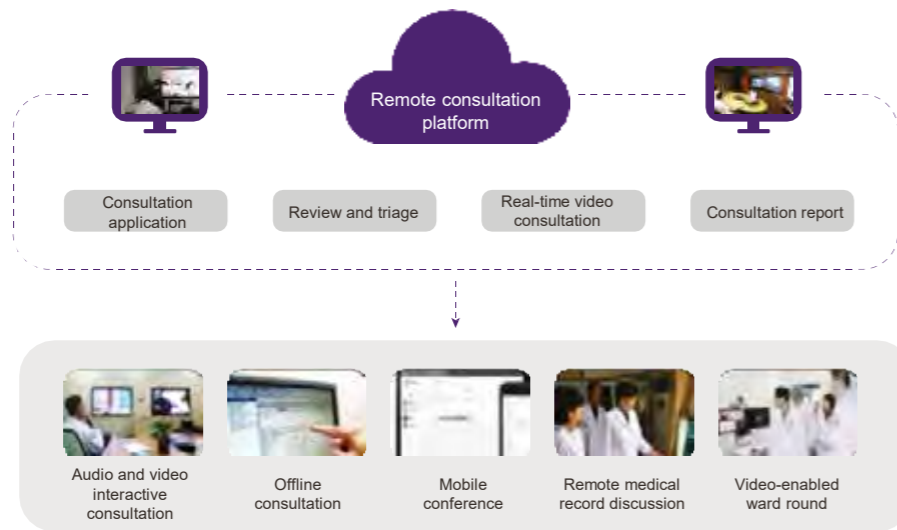 Remote consultation
platform
Consultation
application
Review and triage
Real-time video
consultation
Consultation report
Audio and video
interactive
consultation
Offline
consultation
Mobile
conference
Remote medical
record discussion
Video-enabled
ward round